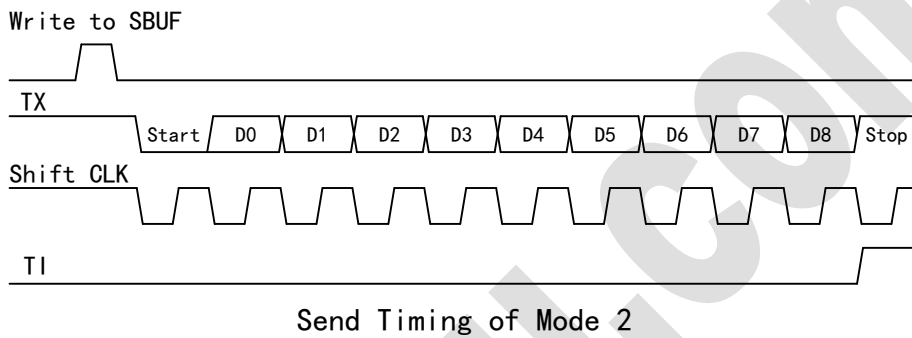 Write to SBUF
TX
Start D0 D1 D2 D3 D4 D5 D6 D7 D8 Stop
Shift CLK
TI
Send Timing of Mode 2